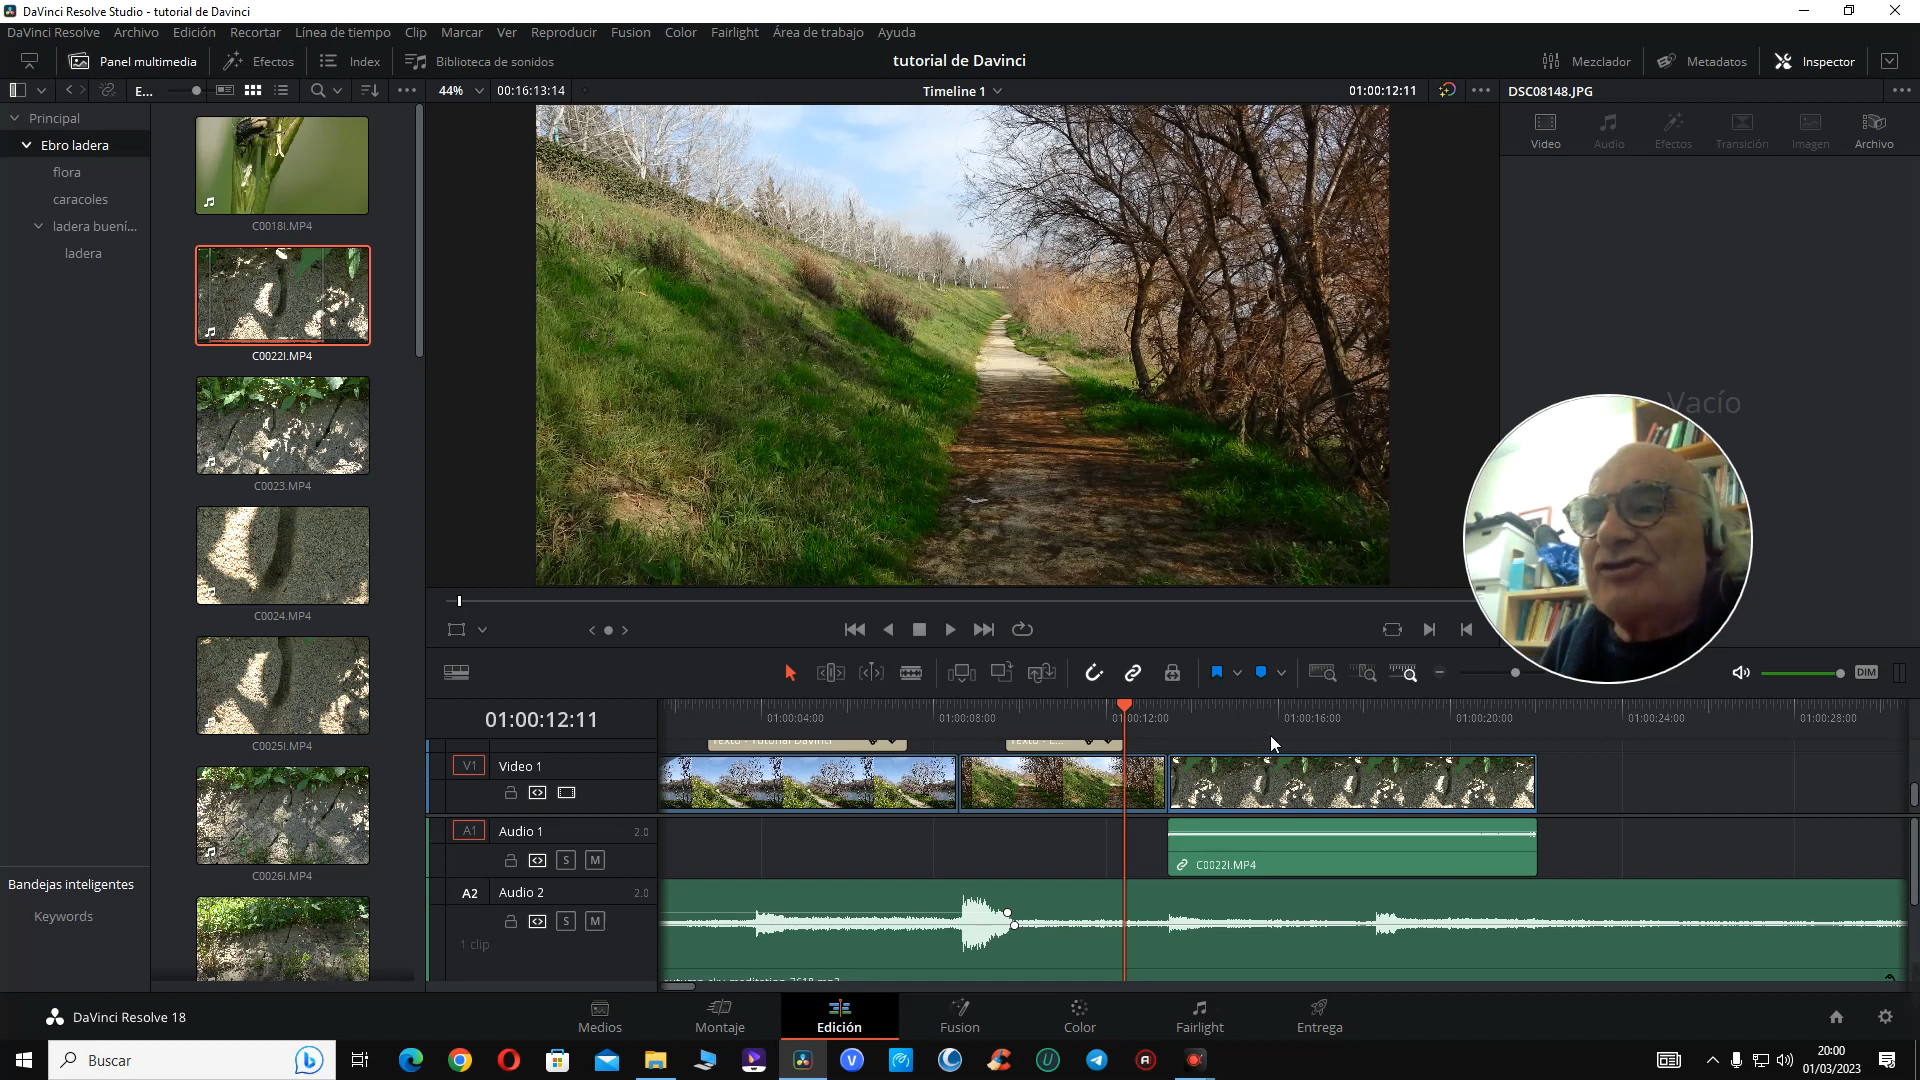 DaVinci Resolve Studio - tutorial de Davinci
DaVinci Resolve Archivo Edición Recortar Línea de tiempo Clip Marcar Ver Reproducir Fusion Color Fairlight Área de trabajo Ayuda
Panel multimedia Efectos Index Biblioteca de sonidos tutorial de Davinci Mezclador Metadatos Inspector
E... 44% 00:16:13:14 Timeline 1 01:00:12:11 DSC08148.JPG
Principal
Ebro ladera
flora
caracoles
ladera buení...
ladera
Bandejas inteligentes
Keywords
C0018I.MP4
C0022I.MP4
C0023I.MP4
C0024I.MP4
C0025I.MP4
C0026I.MP4
Video Audio Efectos Transición Imagen Archivo
Vacío
DIM
01:00:12:11 01:00:04:00 01:00:08:00 01:00:12:00 01:00:16:00 01:00:20:00 01:00:24:00 01:00:28:00
Texto - Tutorial Davinci
V1 Video 1
A1 Audio 1 2.0
S M
C0022I.MP4
A2 Audio 2 2.0
S M
1 clip
DaVinci Resolve 18
Medios Montaje Edición Fusion Color Fairlight Entrega
Buscar
20:00
01/03/2023